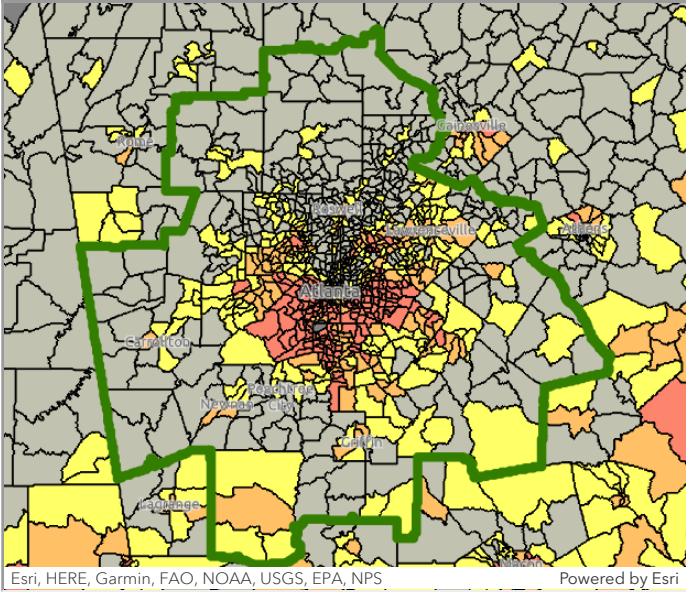 Gainesville
Rome
Roswell
Lawrenceville
Athens
Atlanta
Carrollton
Peachtree
City
Newnan
Griffin
Lagrange
Macon
Esri, HERE, Garmin, FAO, NOAA, USGS, EPA, NPS
Powered by Esri